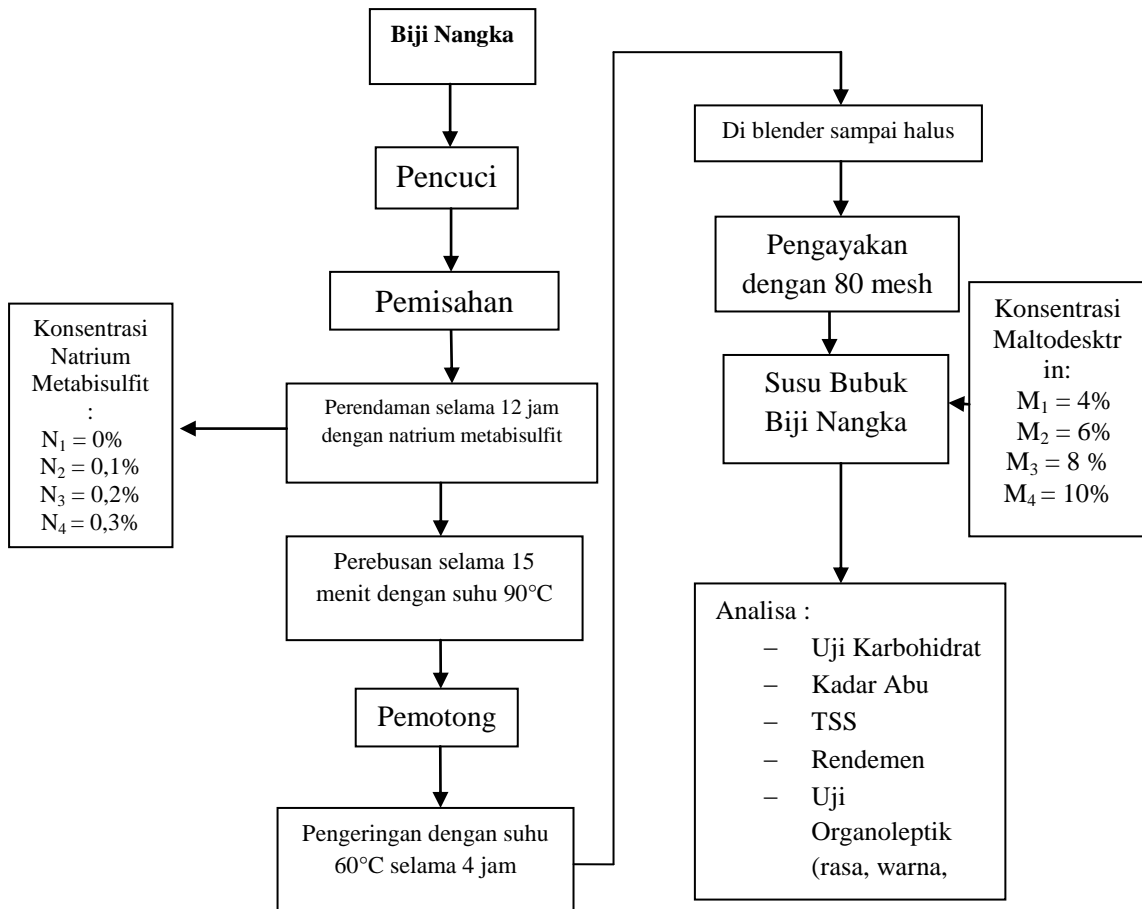 Biji Nangka
Pencuci
Pemisahan
Konsentrasi
Natrium
Metabisulfit
:
N₁ = 0%
N₂ = 0,1%
N₃ = 0,2%
N₄ = 0,3%
Perendaman selama 12 jam
dengan natrium metabisulfit
Perebusan selama 15
menit dengan suhu 90°C
Pemotong
Pengeringan dengan suhu
60°C selama 4 jam
Di blender sampai halus
Pengayakan
dengan 80 mesh
Susu Bubuk
Biji Nangka
Konsentrasi
Maltodesktr
in:
M₁ = 4%
M₂ = 6%
M₃ = 8 %
M₄ = 10%
Analisa :
– Uji Karbohidrat
– Kadar Abu
– TSS
– Rendemen
– Uji
Organoleptik
(rasa, warna,